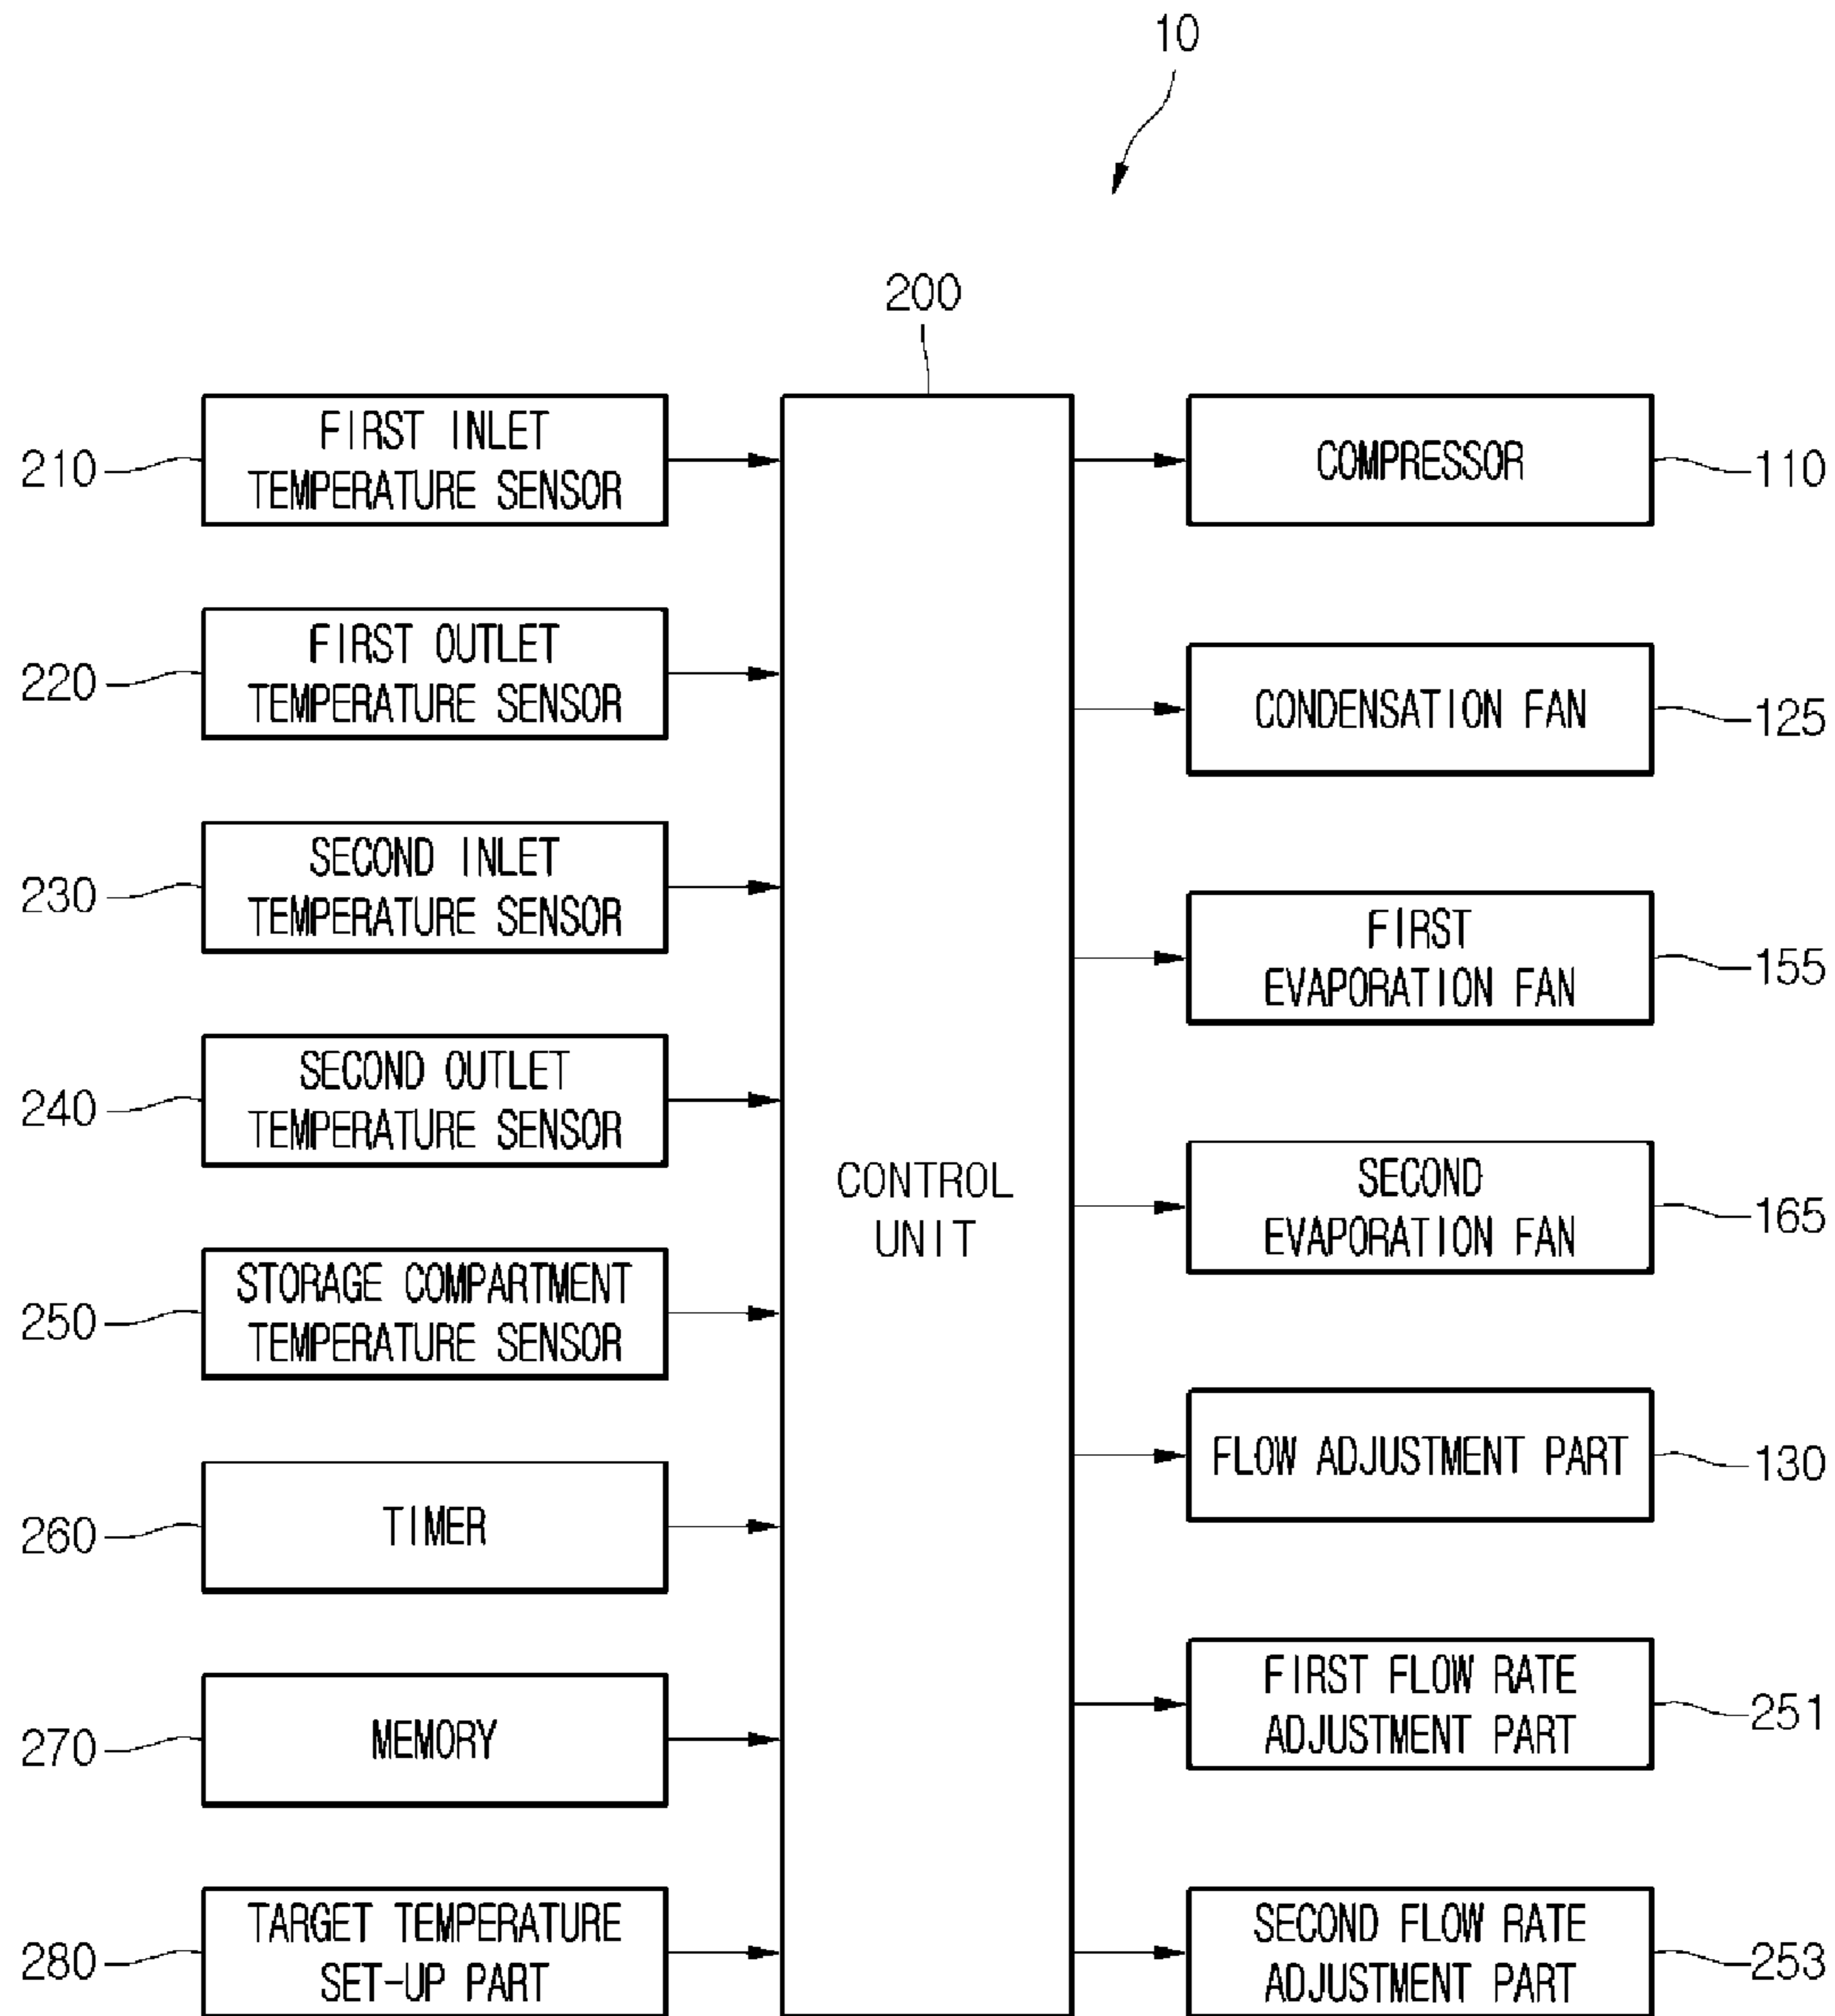 10
200
210
FIRST INLET
TEMPERATURE SENSOR
220
FIRST OUTLET
TEMPERATURE SENSOR
230
SECOND INLET
TEMPERATURE SENSOR
240
SECOND OUTLET
TEMPERATURE SENSOR
250
STORAGE COMPARTMENT
TEMPERATURE SENSOR
260
TIMER
270
MEMORY
280
TARGET TEMPERATURE
SET-UP PART
CONTROL
UNIT
COMPRESSOR
110
CONDENSATION FAN
125
FIRST
EVAPORATION FAN
155
SECOND
EVAPORATION FAN
165
FLOW ADJUSTMENT PART
130
FIRST FLOW RATE
ADJUSTMENT PART
251
SECOND FLOW RATE
ADJUSTMENT PART
253